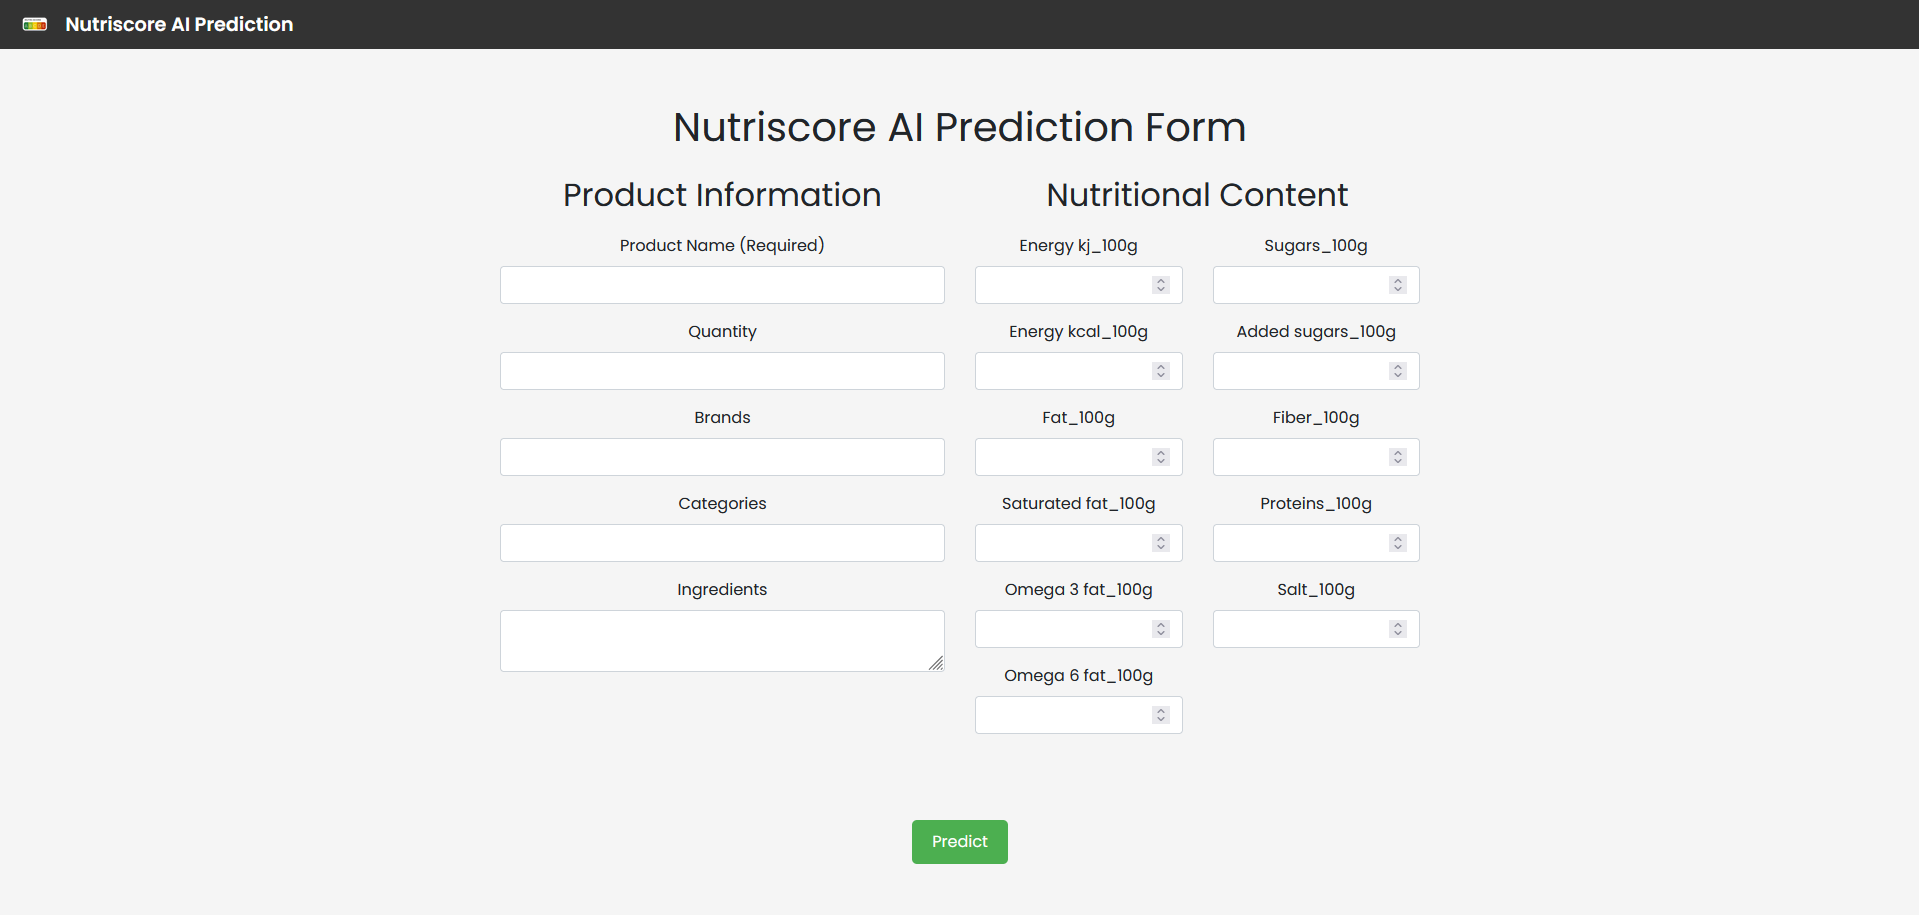 Nutriscore AI Prediction
Nutriscore AI Prediction Form
Product Information
Product Name (Required)
Quantity
Brands
Categories
Ingredients
Nutritional Content
Energy kj_100g
Energy kcal_100g
Fat_100g
Saturated fat_100g
Omega 3 fat_100g
Omega 6 fat_100g
Sugars_100g
Added sugars_100g
Fiber_100g
Proteins_100g
Salt_100g
Predict